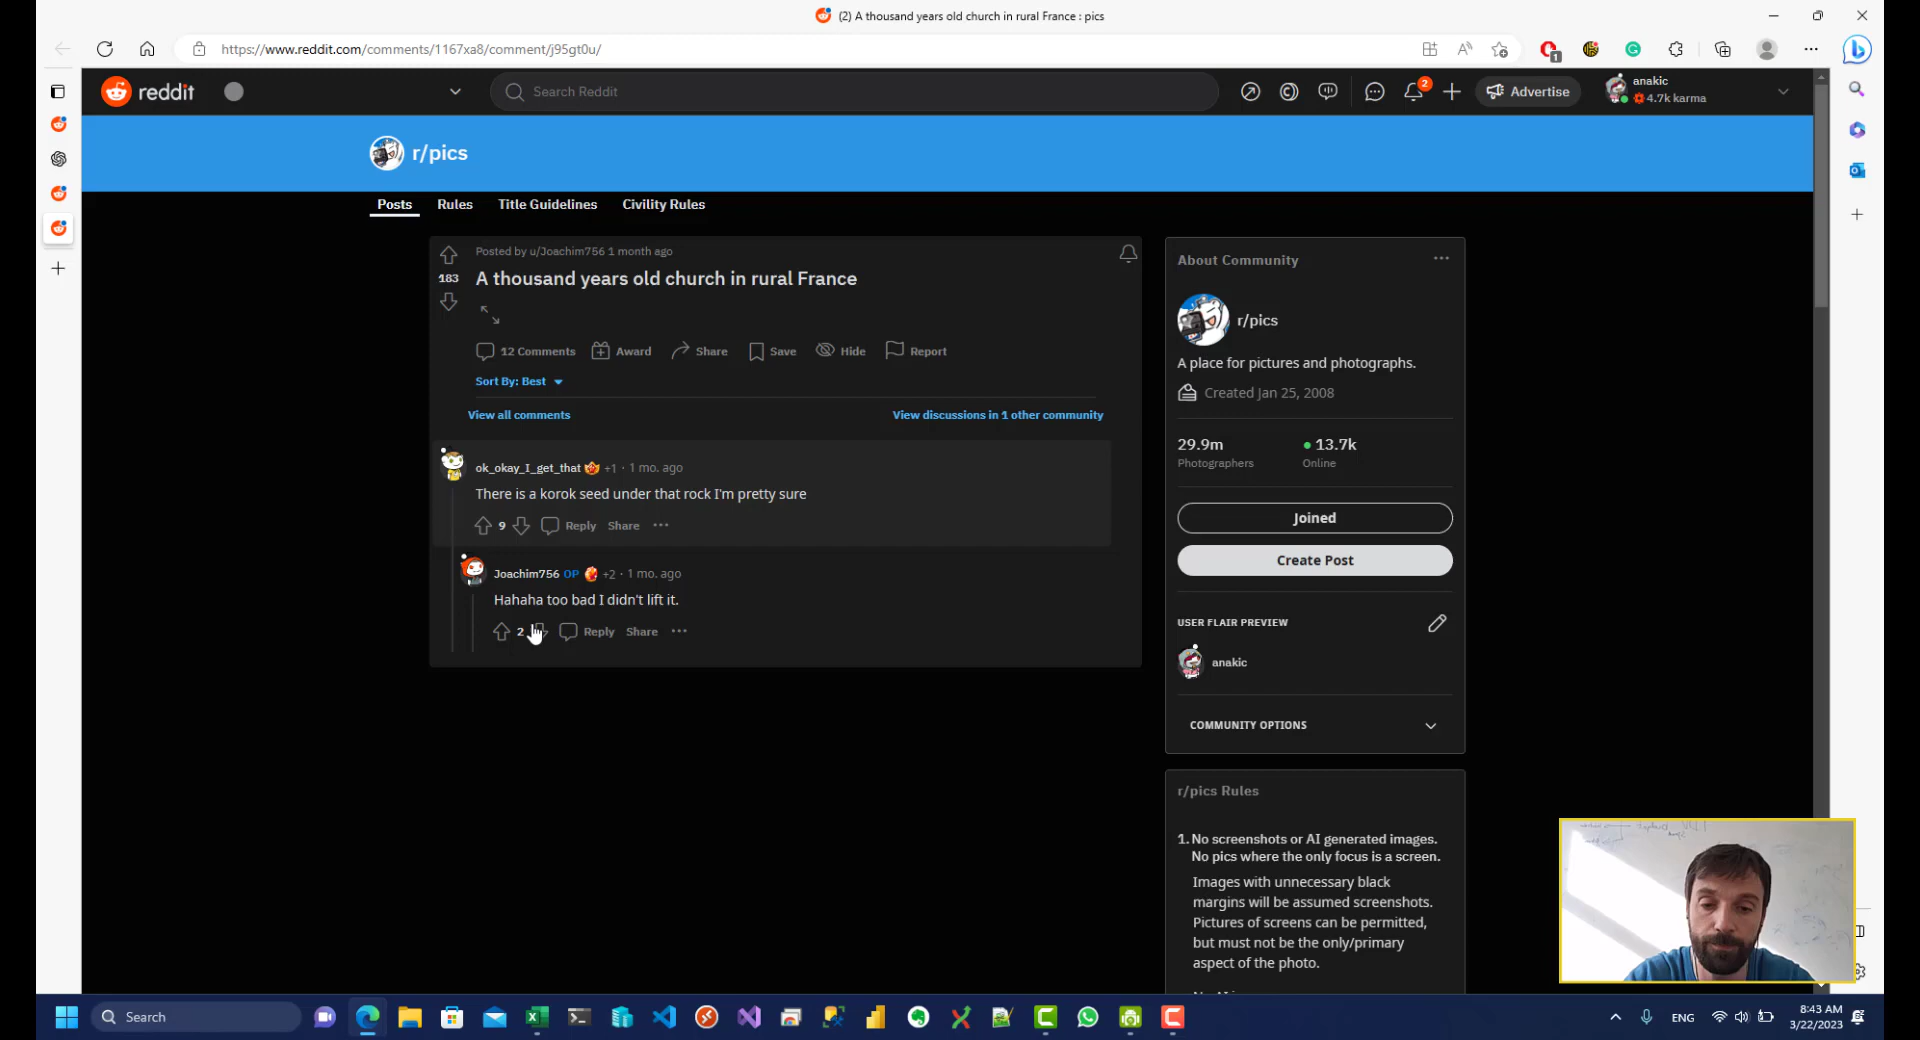 (2) A thousand years old church in rural France : pics
https://www.reddit.com/comments/1167xa8/comment/j95gt0u/
1
reddit
Search Reddit
2
Advertise
anakic
4.7k karma
r/pics
Posts Rules Title Guidelines Civility Rules
Posted by u/Joachim756 1 month ago
183
A thousand years old church in rural France
12 Comments Award Share Save Hide Report
Sort By: Best
View all comments
View discussions in 1 other community
ok_okay_I_get_that +1 · 1 mo. ago
There is a korok seed under that rock I'm pretty sure
9 Reply Share
Joachim756 OP +2 · 1 mo. ago
Hahaha too bad I didn't lift it.
2 Reply Share
About Community
r/pics
A place for pictures and photographs.
Created Jan 25, 2008
29.9m 13.7k
Photographers Online
Joined
Create Post
USER FLAIR PREVIEW
anakic
COMMUNITY OPTIONS
r/pics Rules
1. No screenshots or AI generated images.
No pics where the only focus is a screen.
Images with unnecessary black
margins will be assumed screenshots.
Pictures of screens can be permitted,
but must not be the only/primary
aspect of the photo.
Search
ENG
8:43 AM
3/22/2023